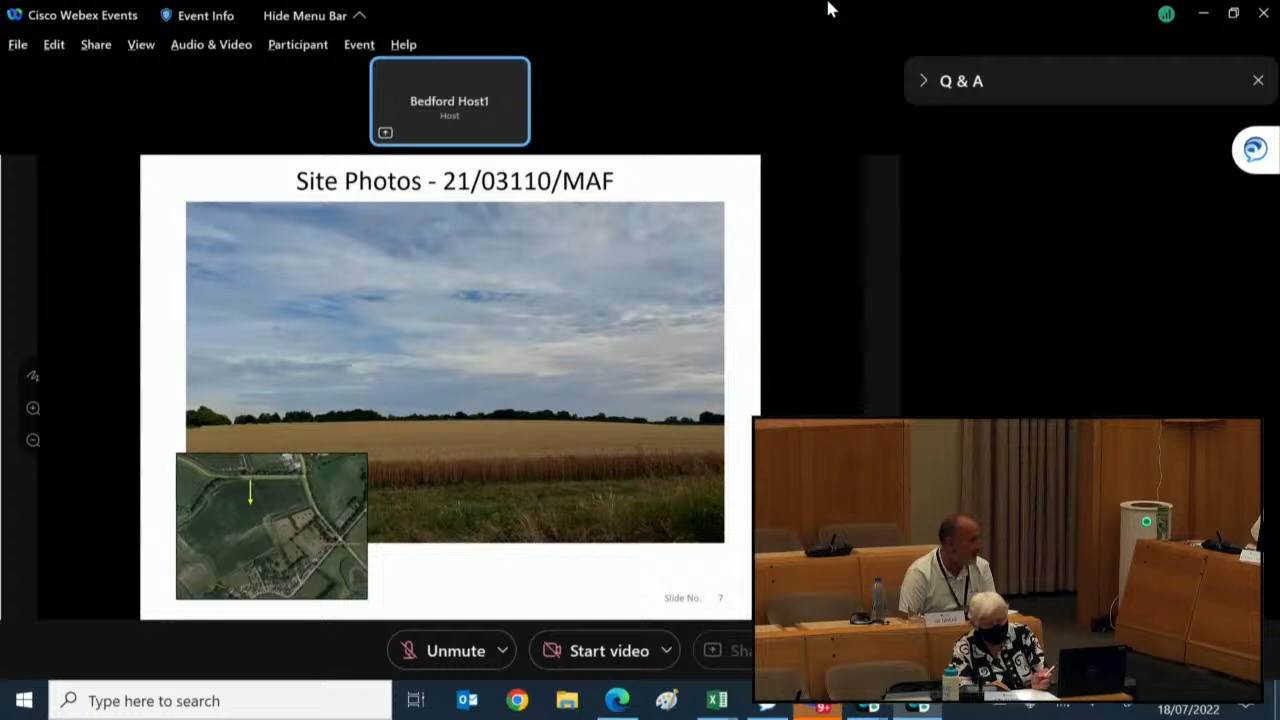 Cisco Webex Events Event Info Hide Menu Bar
File Edit Share View Audio & Video Participant Event Help
Bedford Host1
Host
Q & A
Site Photos - 21/03110/MAF
Slide No. 7
Unmute Start video
Type here to search
9+
18/07/2022